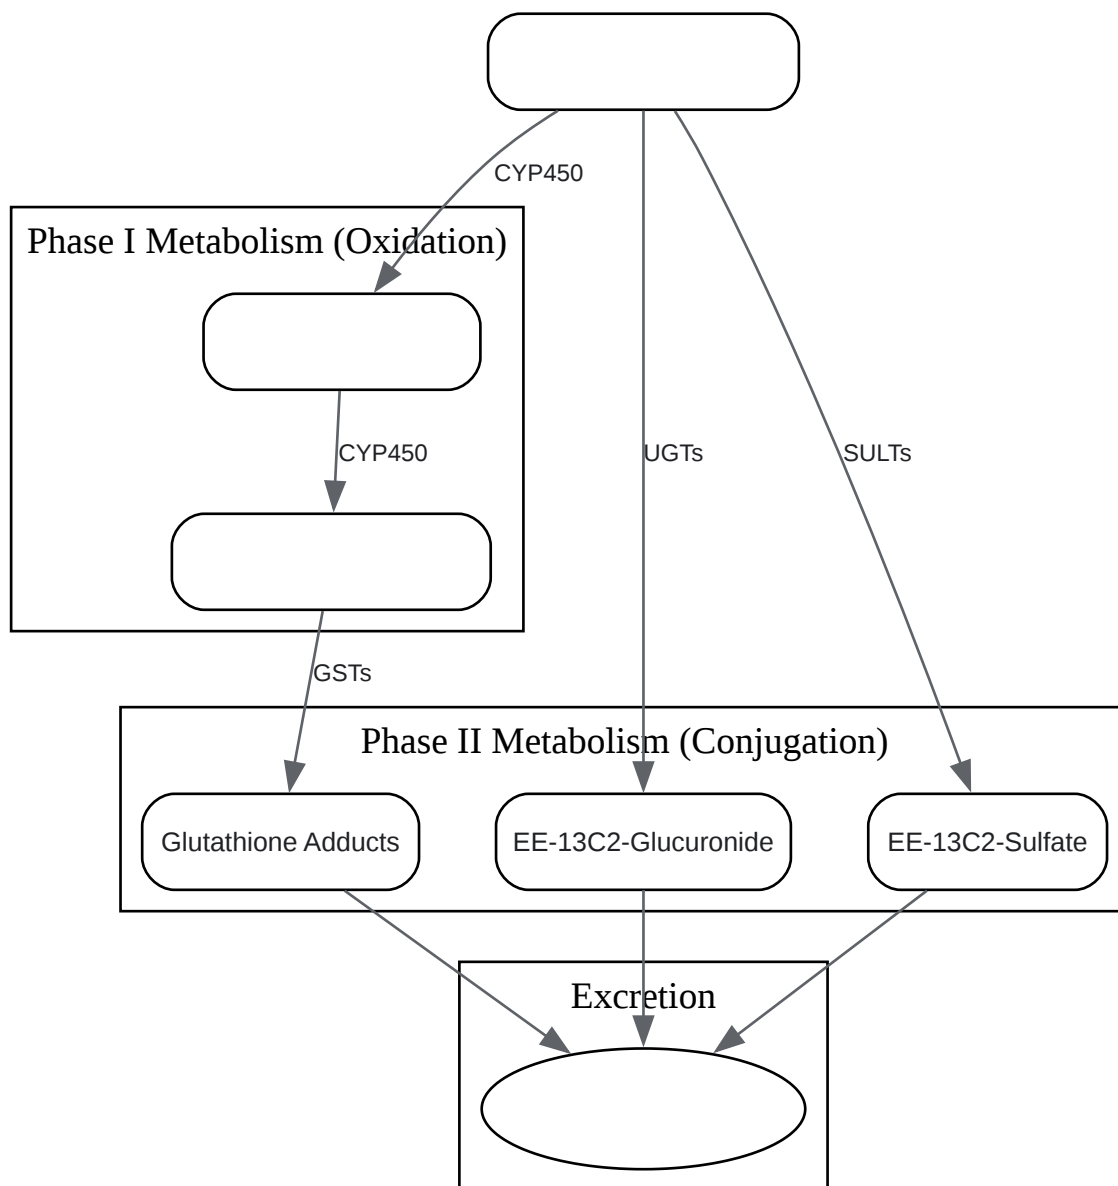 CYP450
Phase I Metabolism (Oxidation)
CYP450
UGTs
SULTs
GSTs
Phase II Metabolism (Conjugation)
Glutathione Adducts
EE-13C2-Glucuronide
EE-13C2-Sulfate
Excretion